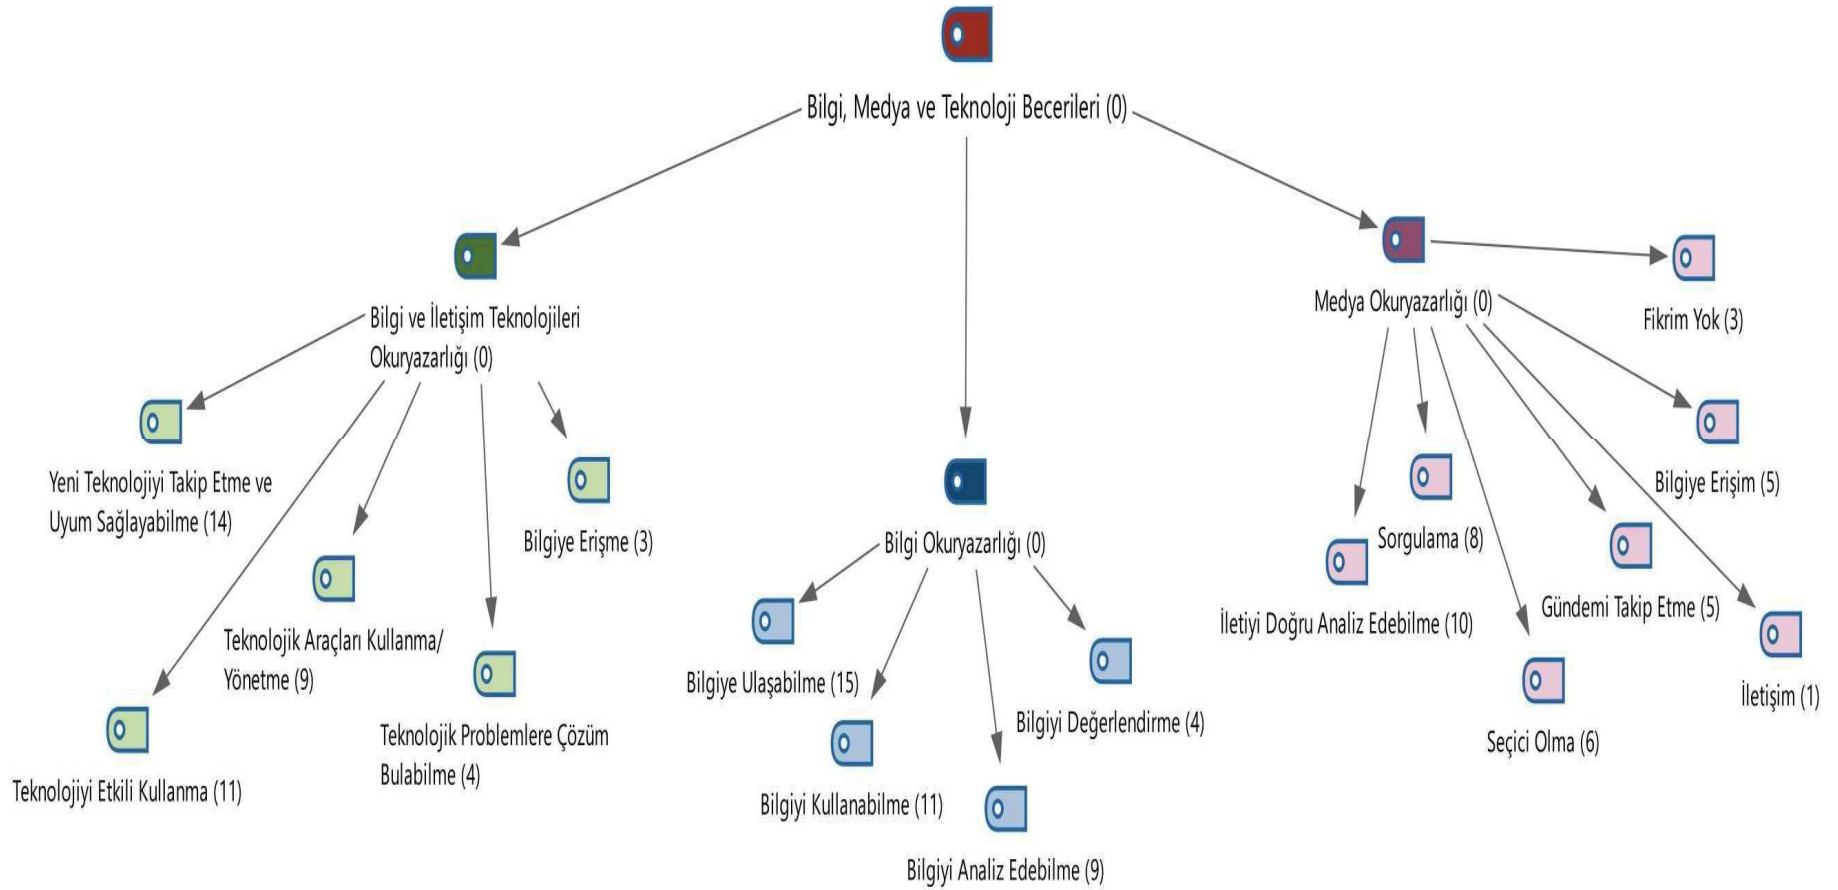 Bilgi, Medya ve Teknoloji Becerileri (0)
Bilgi ve İletişim Teknolojileri
Okuryazarlığı (0)
Yeni Teknolojiyi Takip Etme ve
Uyum Sağlayabilme (14)
Teknolojiyi Etkili Kullanma (11)
Teknolojik Araçları Kullanma/
Yönetme (9)
Teknolojik Problemlere Çözüm
Bulabilme (4)
Bilgiye Erişme (3)
Bilgi Okuryazarlığı (0)
Bilgiye Ulaşabilme (15)
Bilgiyi Kullanabilme (11)
Bilgiyi Analiz Edebilme (9)
Bilgiyi Değerlendirme (4)
Medya Okuryazarlığı (0)
İletiyi Doğru Analiz Edebilme (10)
Sorgulama (8)
Seçici Olma (6)
Gündemi Takip Etme (5)
İletişim (1)
Bilgiye Erişim (5)
Fikrim Yok (3)